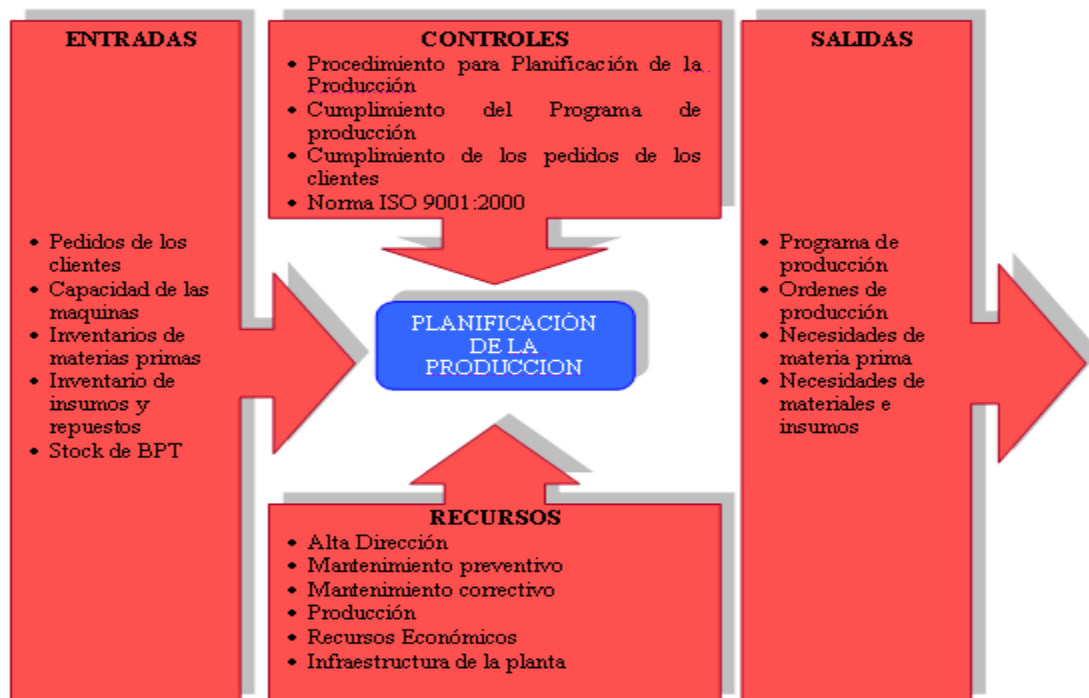 ENTRADAS
• Pedidos de los
clientes
• Capacidad de las
maquinas
• Inventarios de
materias primas
• Inventario de
insumos y
repuestos
• Stock de BPT
CONTROLES
• Procedimiento para Planificación de la
Producción
• Cumplimiento del Programa de
producción
• Cumplimiento de los pedidos de los
clientes
• Norma ISO 9001:2000
PLANIFICACIÓN
DE LA
PRODUCCION
RECURSOS
• Alta Dirección
• Mantenimiento preventivo
• Mantenimiento correctivo
• Producción
• Recursos Económicos
• Infraestructura de la planta
SALIDAS
• Programa de
producción
• Ordenes de
producción
• Necesidades de
materia prima
• Necesidades de
materiales e
insumos